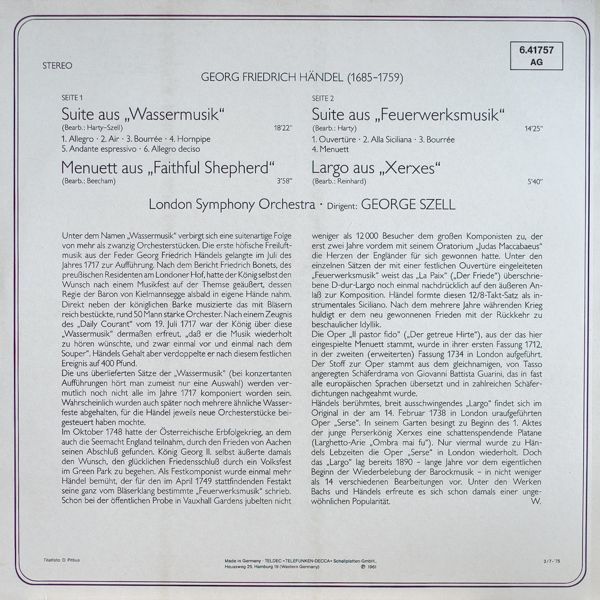 STEREO
6.41757
AG
GEORG FRIEDRICH HÄNDEL (1685–1759)
SEITE 1
Suite aus „Wassermusik“
(Bearb.: Harty-Szell) 18'22"
1. Allegro · 2. Air · 3. Bourrée · 4. Hornpipe
5. Andante espressivo · 6. Allegro deciso
Menuett aus „Faithful Shepherd“
(Bearb.: Beecham) 3'58"
SEITE 2
Suite aus „Feuerwerksmusik“
(Bearb.: Harty) 14'25"
1. Ouvertüre · 2. Alla Siciliana · 3. Bourrée
4. Menuett
Largo aus „Xerxes“
(Bearb.: Reinhard) 5'40"
London Symphony Orchestra · Dirigent: GEORGE SZELL
Unter dem Namen „Wassermusik“ verbirgt sich eine suitenartige Folge
von mehr als zwanzig Orchesterstücken. Die erste höfische Freiluft-
musik aus der Feder Georg Friedrich Händels gelangte im Juli des
Jahres 1717 zur Aufführung. Nach dem Bericht Friedrich Bonets, des
preußischen Residenten am Londoner Hof, hatte der König selbst den
Wunsch nach einem Musikfest auf der Themse geäußert, dessen
Regie der Baron von Kielmannsegge alsbald in eigene Hände nahm.
Direkt neben der königlichen Barke musizierte das mit Bläsern
reich bestückte, rund 50 Mann starke Orchester. Nach einem Zeugnis
des „Daily Courant“ vom 19. Juli 1717 war der König über diese
„Wassermusik“ dermaßen erfreut, „daß er die Musik wiederholt
zu hören wünschte, und zwar einmal vor und einmal nach dem
Souper“. Händels Gehalt aber verdoppelte er nach diesem festlichen
Ereignis auf 400 Pfund.
Die uns überlieferten Sätze der „Wassermusik“ (bei konzertanten
Aufführungen hört man zumeist nur eine Auswahl) werden ver-
mutlich noch nicht alle im Jahre 1717 komponiert worden sein.
Wahrscheinlich wurden auch später noch mehrere ähnliche Wasser-
feste abgehalten, für die Händel jeweils neue Orchesterstücke bei-
gesteuert haben mochte.
Im Oktober 1748 hatte der Österreichische Erbfolgekrieg, an dem
auch die Seemacht England teilnahm, durch den Frieden von Aachen
seinen Abschluß gefunden. König Georg II. selbst äußerte damals
den Wunsch, den glücklichen Friedensschluß durch ein Volksfest
im Green Park zu begehen. Als Festkomponist wurde einmal mehr
Händel bemüht, der für den im April 1749 stattfindenden Festakt
seine ganz vom Bläserklang bestimmte „Feuerwerksmusik“ schrieb.
Schon bei der öffentlichen Probe in Vauxhall Gardens jubelten nicht
weniger als 12 000 Besucher dem großen Komponisten zu, der
erst zwei Jahre vordem mit seinem Oratorium „Judas Maccabaeus“
die Herzen der Engländer für sich gewonnen hatte. Unter den
einzelnen Sätzen der mit einer festlichen Ouvertüre eingeleiteten
„Feuerwerksmusik“ weist das „La Paix“ („Der Friede“) überschrie-
bene D-dur-Largo noch einmal nachdrücklich auf den äußeren An-
laß zur Komposition. Händel formte diesen 12/8-Takt-Satz als in-
strumentales Siciliano. Nach dem mehrere Jahre währenden Krieg
huldigt er dem neu gewonnenen Frieden mit der Rückkehr zu
beschaulicher Idyllik.
Die Oper „Il pastor fido“ („Der getreue Hirte“), aus der das hier
eingespielte Menuett stammt, wurde in ihrer ersten Fassung 1712,
in der zweiten (erweiterten) Fassung 1734 in London aufgeführt.
Der Stoff zur Oper stammt aus dem gleichnamigen, von Tasso
angeregten Schäferdrama von Giovanni Battista Guarini, das in fast
alle europäischen Sprachen übersetzt und in zahlreichen Schäfer-
dichtungen nachgeahmt wurde.
Händels berühmtes, breit ausschwingendes „Largo“ findet sich im
Original in der am 14. Februar 1738 in London uraufgeführten
Oper „Serse“. In seinem Garten besingt zu Beginn des 1. Aktes
der junge Perserkönig Xerxes eine schattenspendende Platane
(Larghetto-Arie „Ombra mai fu“). Nur viermal wurde zu Hän-
dels Lebzeiten die Oper „Serse“ in London wiederholt. Doch
das „Largo“ lag bereits 1890 – lange Jahre vor dem eigentlichen
Beginn der Wiederbelebung der Barockmusik – in nicht weniger
als 14 verschiedenen Bearbeitungen vor. Unter den Werken
Bachs und Händels erfreute es sich schon damals einer unge-
wöhnlichen Popularität. W.
Titelfoto: D. Pittius
Made in Germany · TELDEC »TELEFUNKEN-DECCA« Schallplatten GmbH.,
Heussweg 25, Hamburg 19 (Western Germany) Ⓟ 1961
3/7-'75